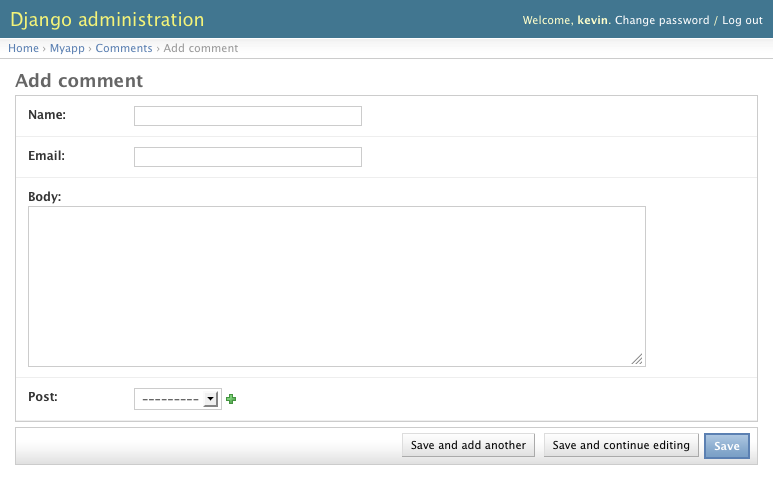 Django administration
Welcome, kevin. Change password / Log out
Home › Myapp › Comments › Add comment
Add comment
Name:
Email:
Body:
Post: ---------
Save and add another Save and continue editing Save